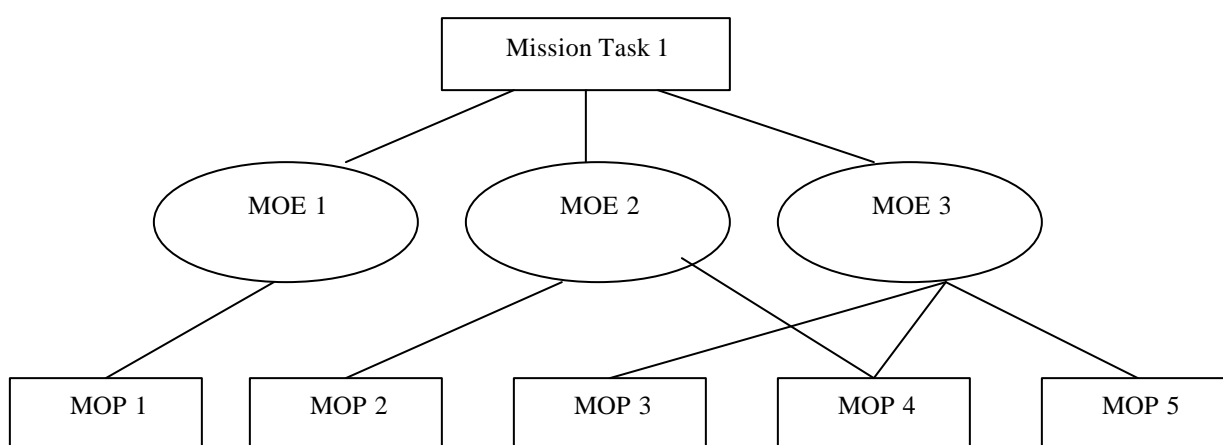 Mission Task 1
MOE 1
MOE 2
MOE 3
MOP 1
MOP 2
MOP 3
MOP 4
MOP 5